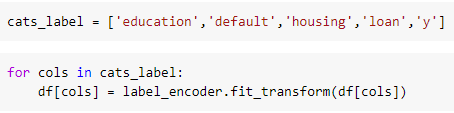 cats_label = ['education','default','housing','loan','y']
for cols in cats_label:
    df[cols] = label_encoder.fit_transform(df[cols])